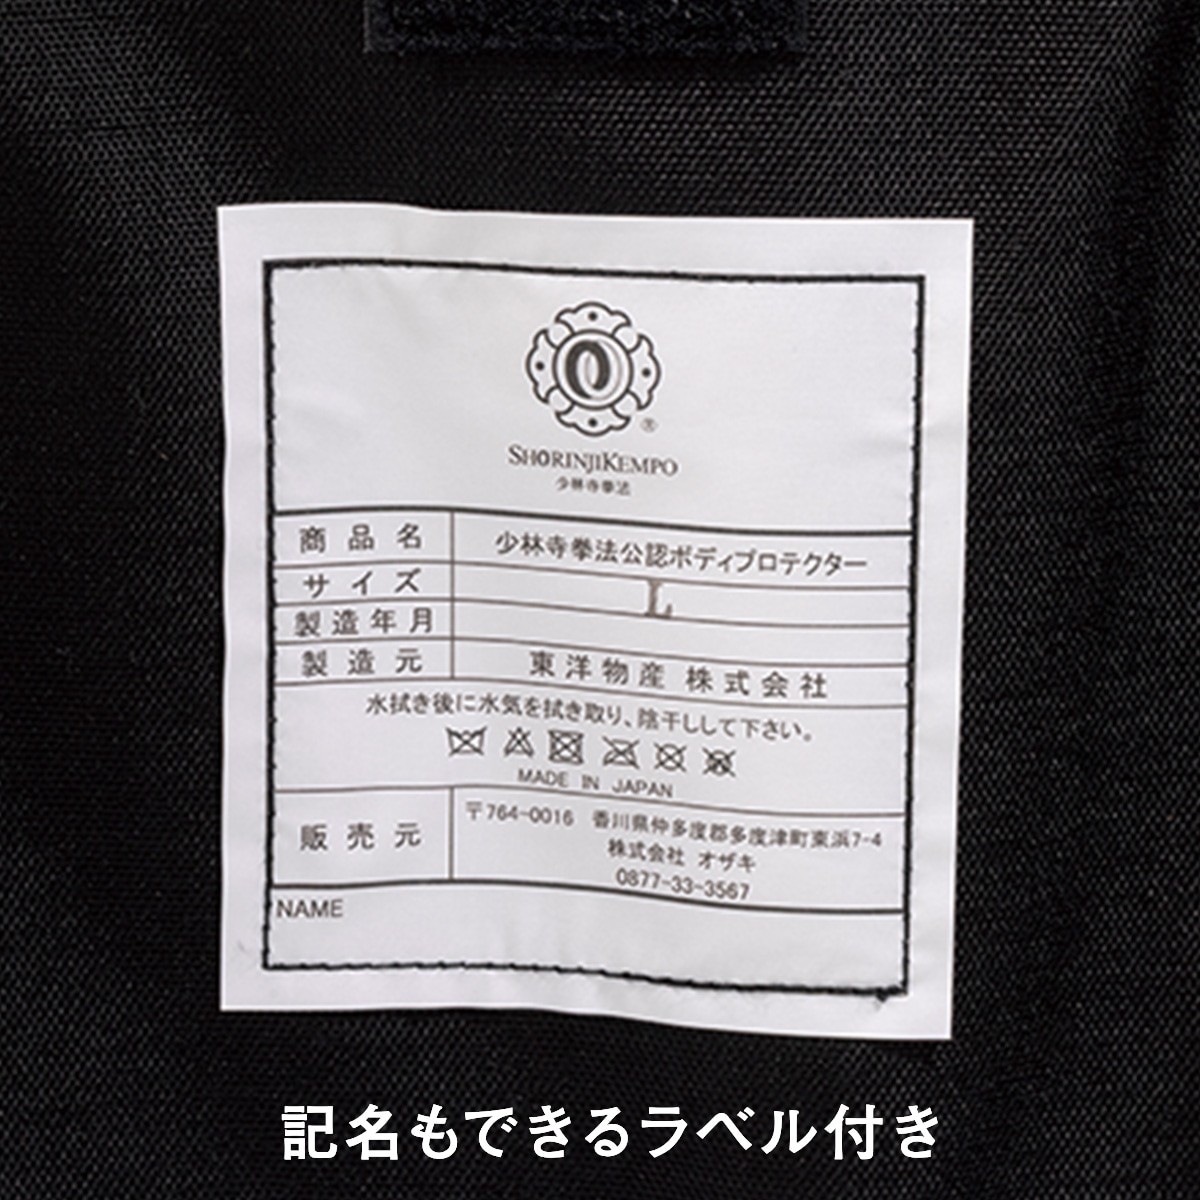 ®
SHORINJIKEMPO
少林寺拳法
商品名 少林寺拳法公認ボディプロテクター
サイズ L
製造年月
製造元 東洋物産 株式会社
水拭き後に水気を拭き取り、陰干しして下さい。
MADE IN JAPAN
販売元 〒764-0016 香川県仲多度郡多度津町東浜7-4
株式会社 オザキ
0877-33-3567
NAME
記名もできるラベル付き